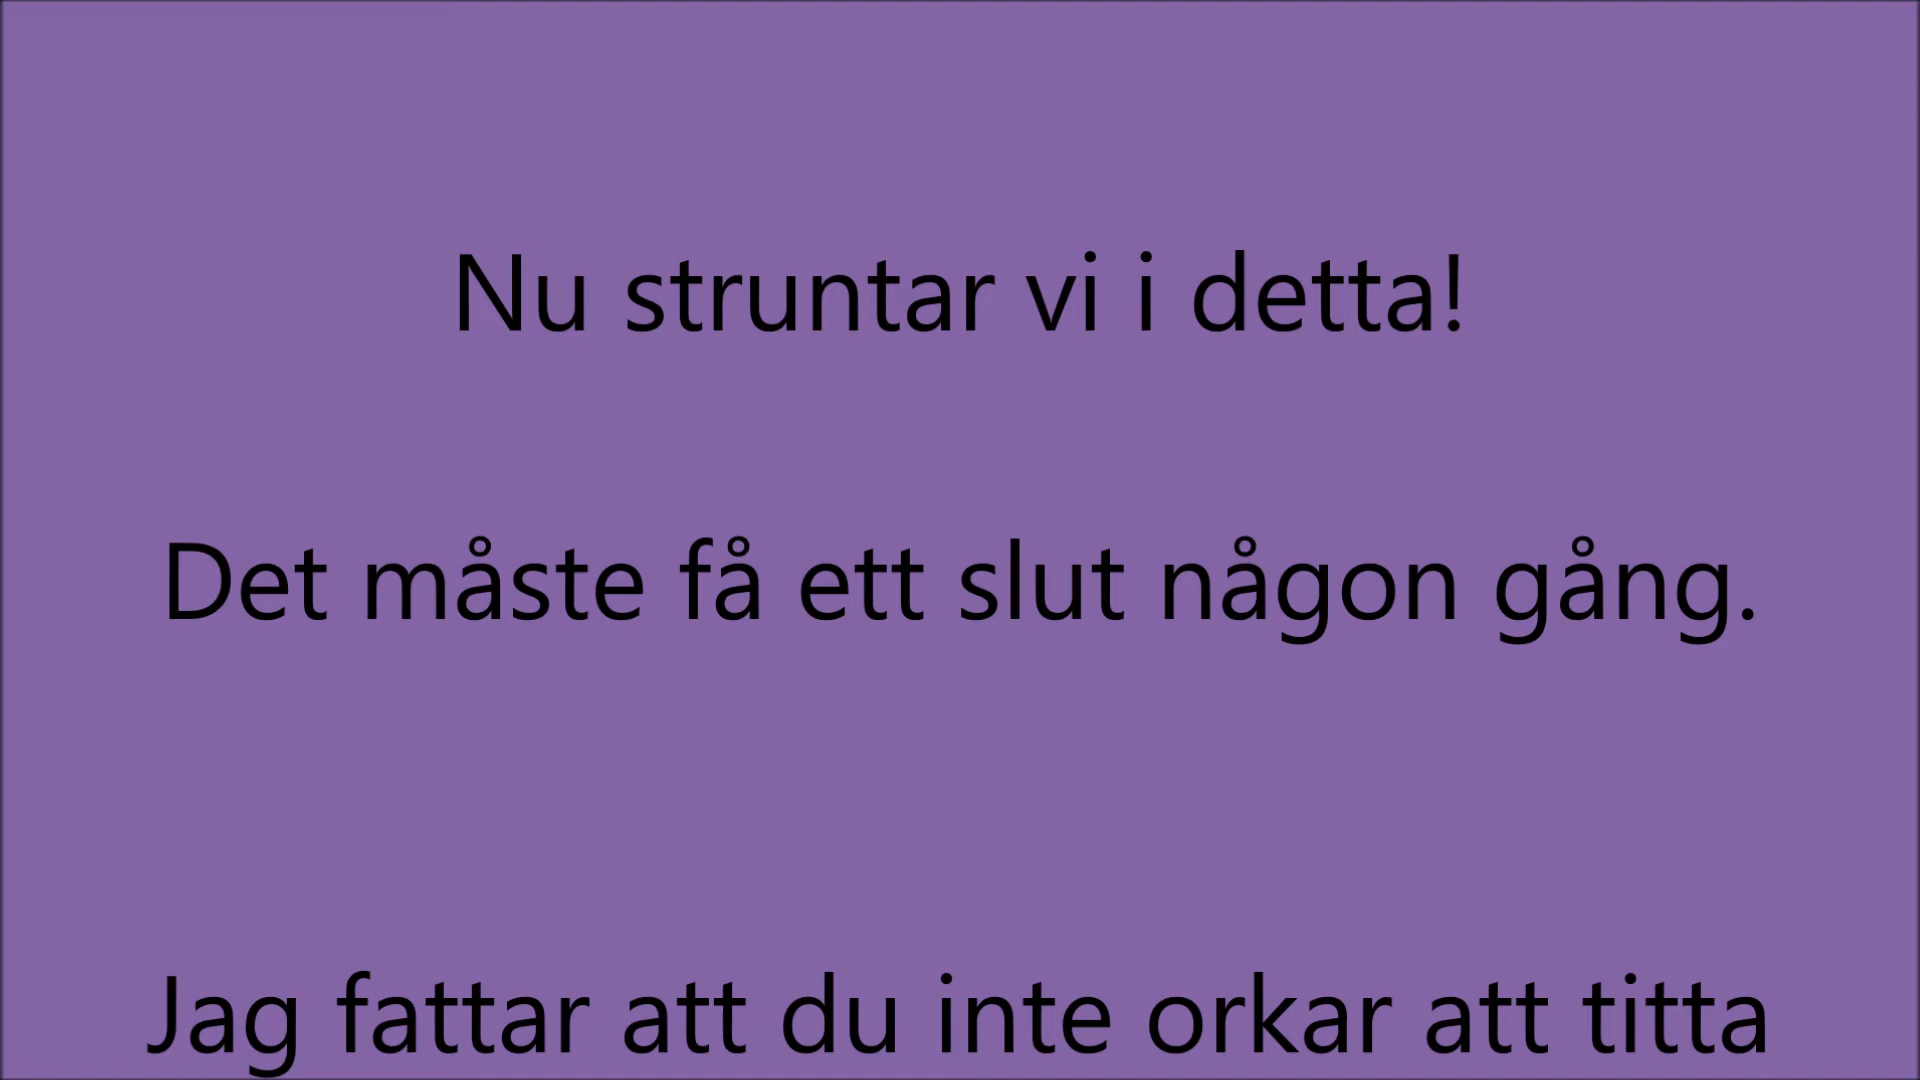 Nu struntar vi i detta!
Det måste få ett slut någon gång.
Jag fattar att du inte orkar att titta